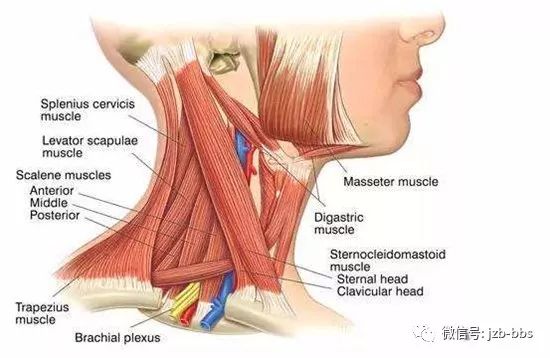 Splenius cervicis
muscle
Levator scapulae
muscle
Scalene muscles
Anterior
Middle
Posterior
Trapezius
muscle
Brachial plexus
Masseter muscle
Digastric
muscle
Sternocleidomastoid
muscle
Sternal head
Clavicular head
微信号: jzb-bbs